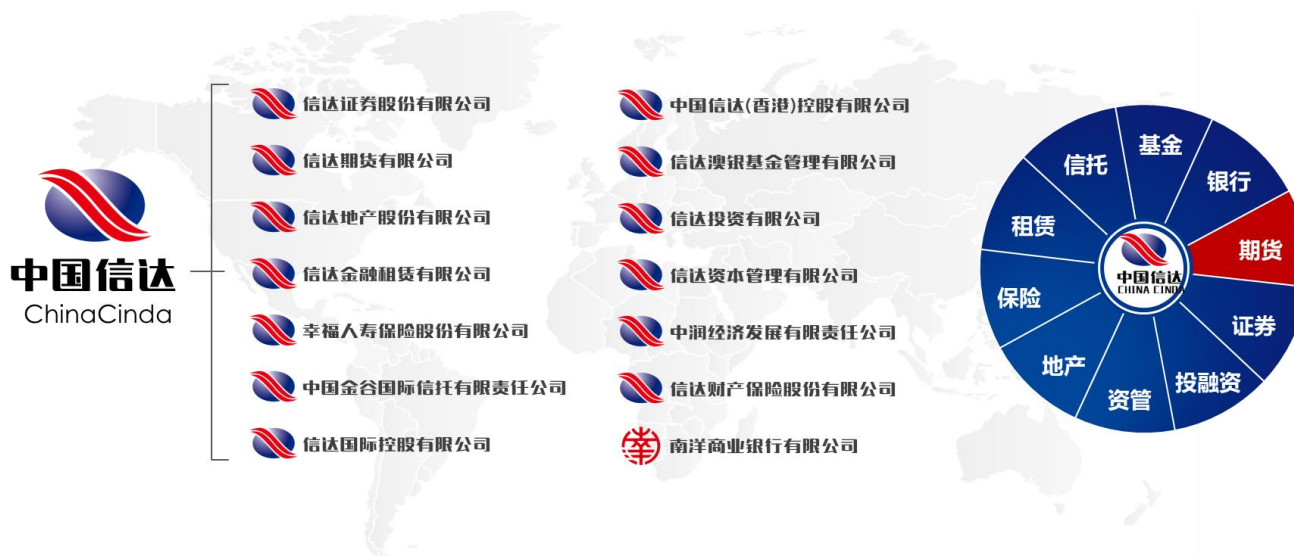 中国信达
ChinaCinda
信达证券股份有限公司
信达期货有限公司
信达地产股份有限公司
信达金融租赁有限公司
幸福人寿保险股份有限公司
中国金谷国际信托有限责任公司
信达国际控股有限公司
中国信达(香港)控股有限公司
信达澳银基金管理有限公司
信达投资有限公司
信达资本管理有限公司
中润经济发展有限责任公司
信达财产保险股份有限公司
南洋商业银行有限公司
基金
银行
期货
证券
投融资
资管
地产
保险
租赁
信托
中国信达
CHINA CINDA